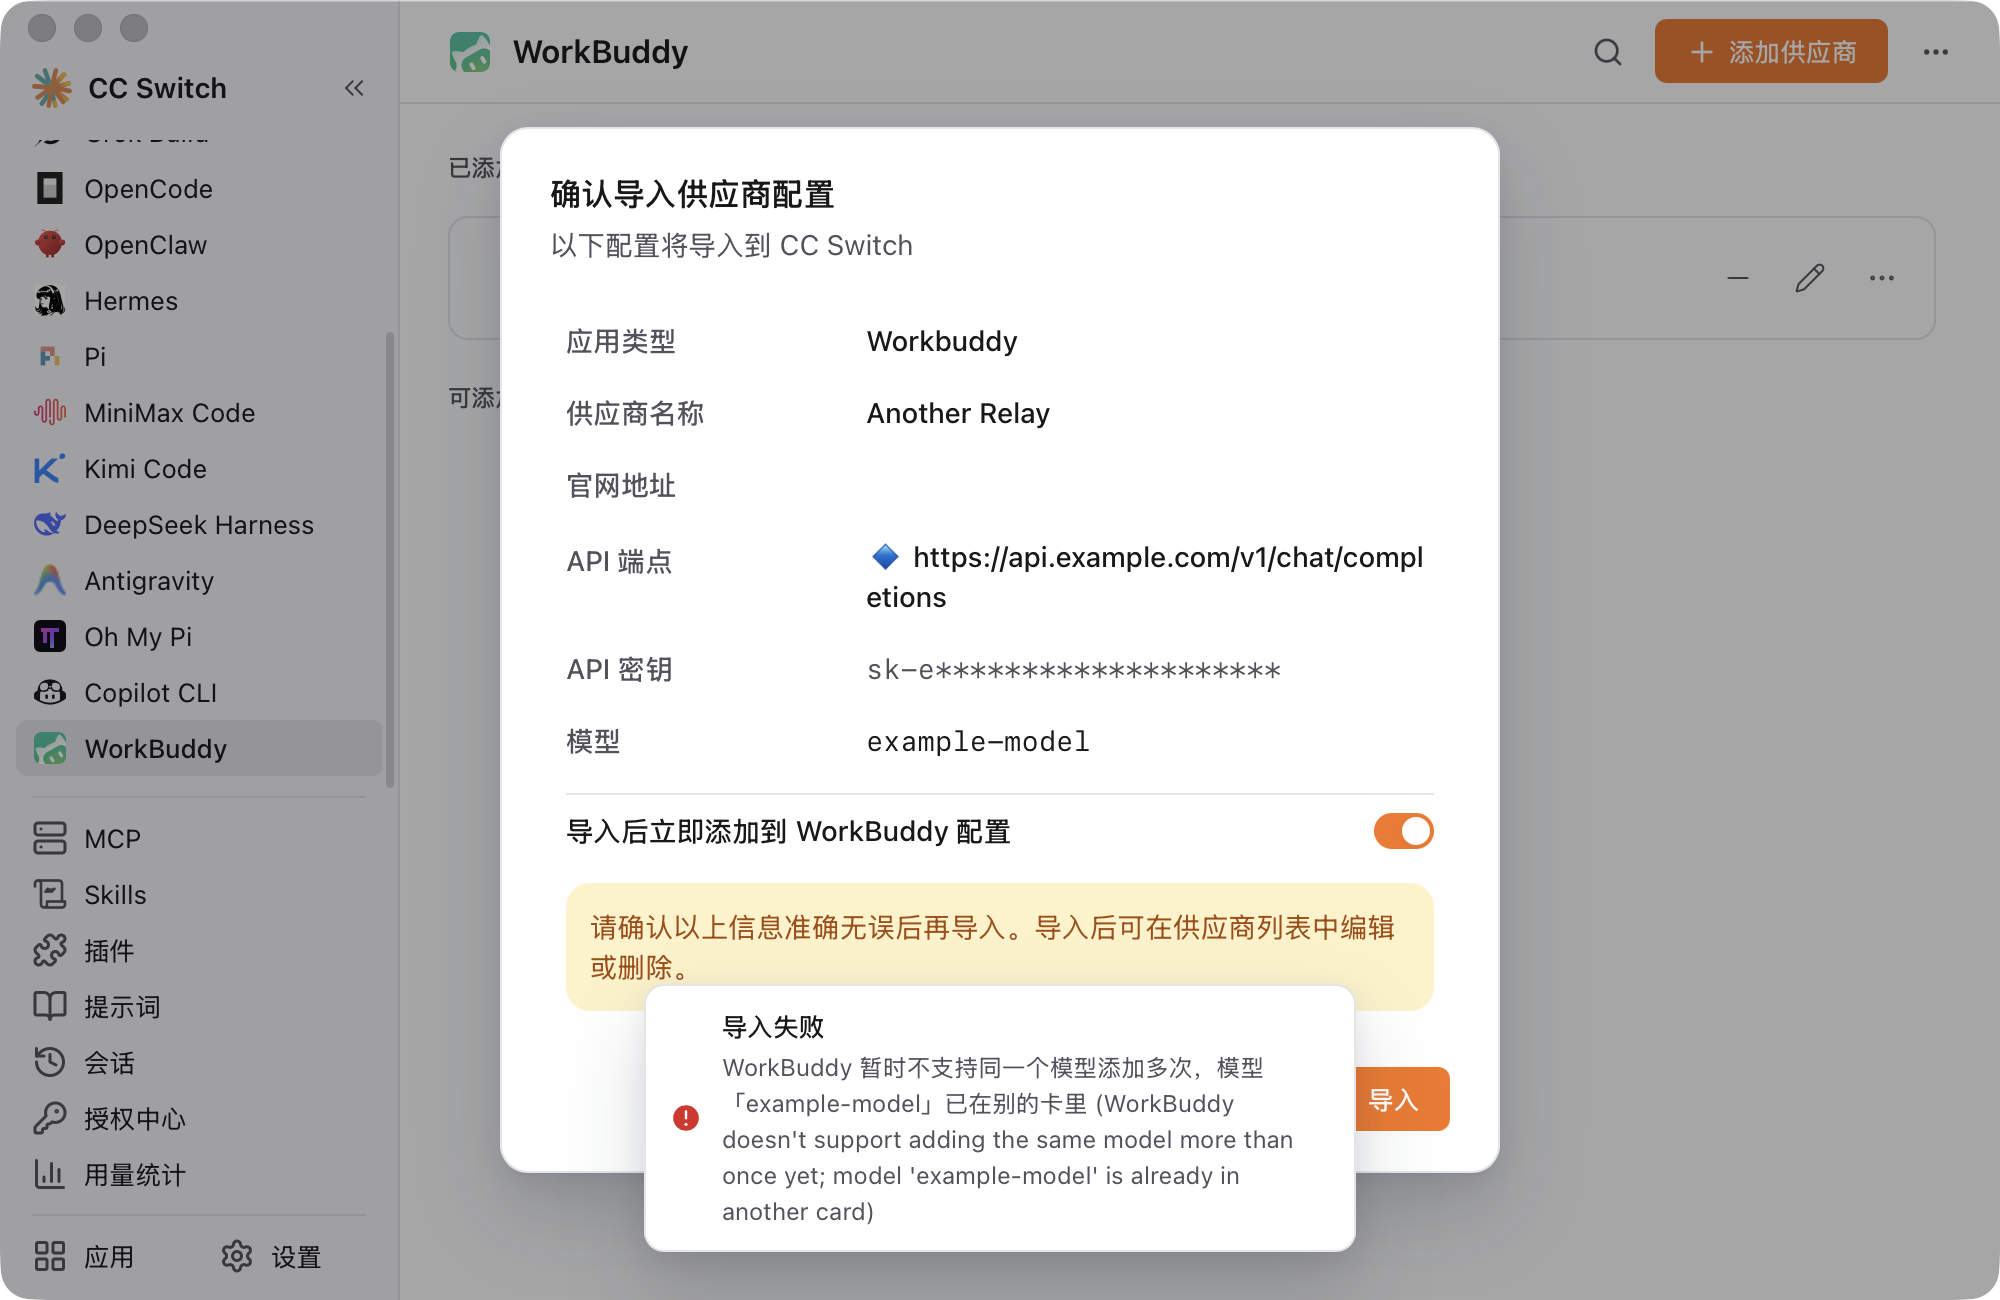 CC Switch
OpenCode
OpenClaw
Hermes
Pi
MiniMax Code
Kimi Code
DeepSeek Harness
Antigravity
Oh My Pi
Copilot CLI
WorkBuddy
MCP
Skills
插件
提示词
会话
授权中心
用量统计
应用
设置
WorkBuddy
添加供应商
已添
可添
确认导入供应商配置
以下配置将导入到 CC Switch
应用类型
Workbuddy
供应商名称
Another Relay
官网地址
API 端点
🔹 https://api.example.com/v1/chat/compl
etions
API 密钥
sk-e********************
模型
example-model
导入后立即添加到 WorkBuddy 配置
请确认以上信息准确无误后再导入。导入后可在供应商列表中编辑
或删除。
导入
导入失败
WorkBuddy 暂时不支持同一个模型添加多次，模型
「example-model」已在别的卡里 (WorkBuddy
doesn't support adding the same model more than
once yet; model 'example-model' is already in
another card)